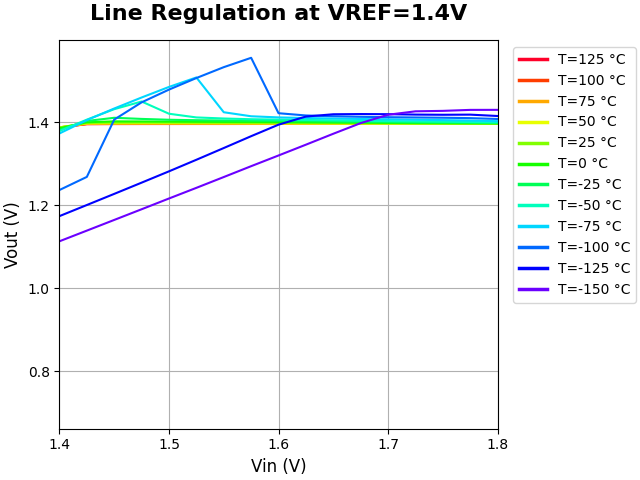 Line Regulation at VREF=1.4V
Vout (V)
1.4
1.2
1.0
0.8
1.4 1.5 1.6 1.7 1.8
Vin (V)
T=125 °C
T=100 °C
T=75 °C
T=50 °C
T=25 °C
T=0 °C
T=-25 °C
T=-50 °C
T=-75 °C
T=-100 °C
T=-125 °C
T=-150 °C